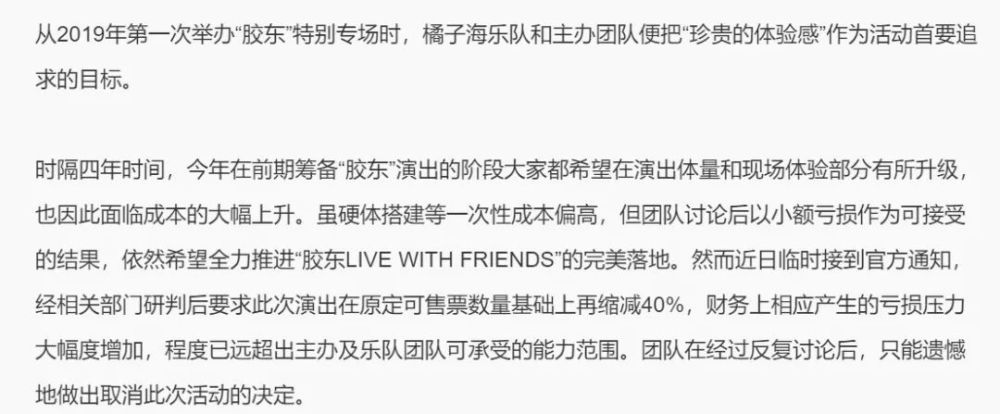 从2019年第一次举办“胶东”特别专场时，橘子海乐队和主办团队便把“珍贵的体验感”作为活动首要追
求的目标。
时隔四年时间，今年在前期筹备“胶东”演出的阶段大家都希望在演出体量和现场体验部分有所升级，
也因此面临成本的大幅上升。虽硬体搭建等一次性成本偏高，但团队讨论后以小额亏损作为可接受
的结果，依然希望全力推进“胶东LIVE WITH FRIENDS”的完美落地。然而近日临时接到官方通知，
经相关部门研判后要求此次演出在原定可售票数量基础上再缩减40%，财务上相应产生的亏损压力
大幅度增加，程度已远超出主办及乐队团队可承受的能力范围。团队在经过反复讨论后，只能遗憾
地做出取消此次活动的决定。